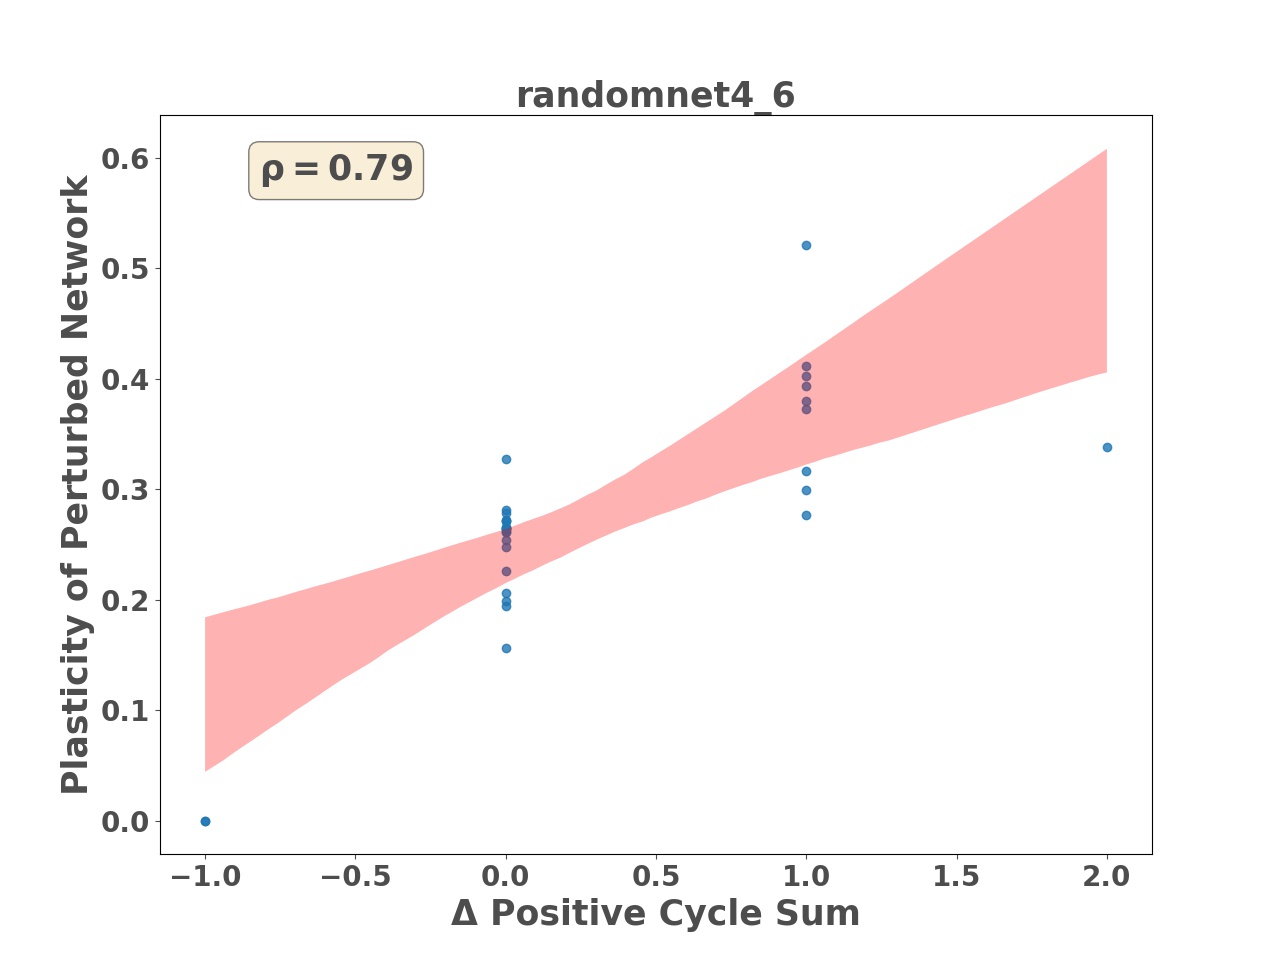 randomnet4_6
ρ = 0.79
Plasticity of Perturbed Network
0.6
0.5
0.4
0.3
0.2
0.1
0.0
−1.0 −0.5 0.0 0.5 1.0 1.5 2.0
Δ Positive Cycle Sum